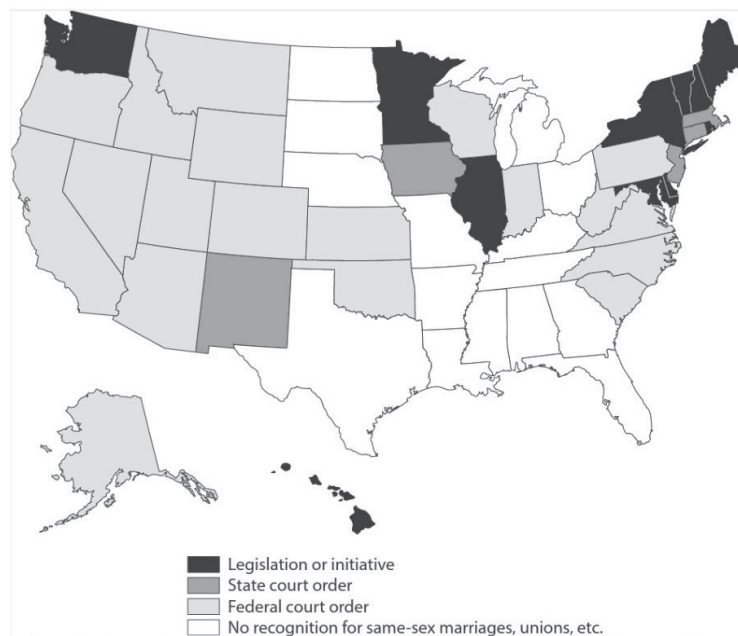 Legislation or initiative
State court order
Federal court order
No recognition for same-sex marriages, unions, etc.